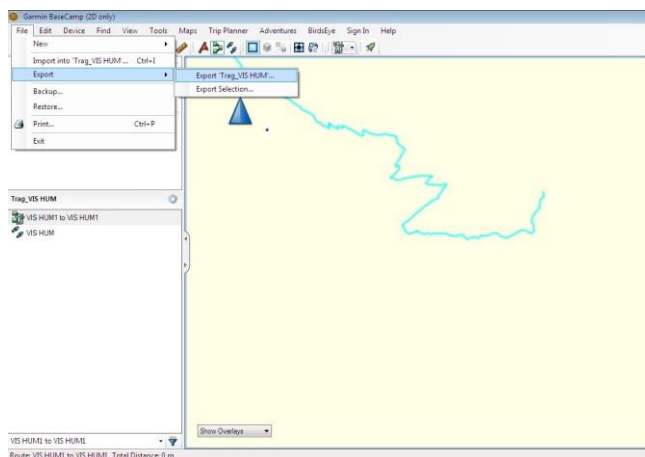 Garmin BaseCamp (2D only)
File Edit Device Find View Tools Maps Trip Planner Adventures BirdsEye Sign In Help
New
Import into 'Trag_VIS HUM'... Ctrl+I
Export
Export 'Trag_VIS HUM'...
Export Selection...
Backup...
Restore...
Print... Ctrl+P
Exit
Trag_VIS HUM
VIS HUM1 to VIS HUM1
VIS HUM
Show Overlays
VIS HUM1 to VIS HUM1
Route: VIS HUM1 to VIS HUM1, Total Distance: 0 m